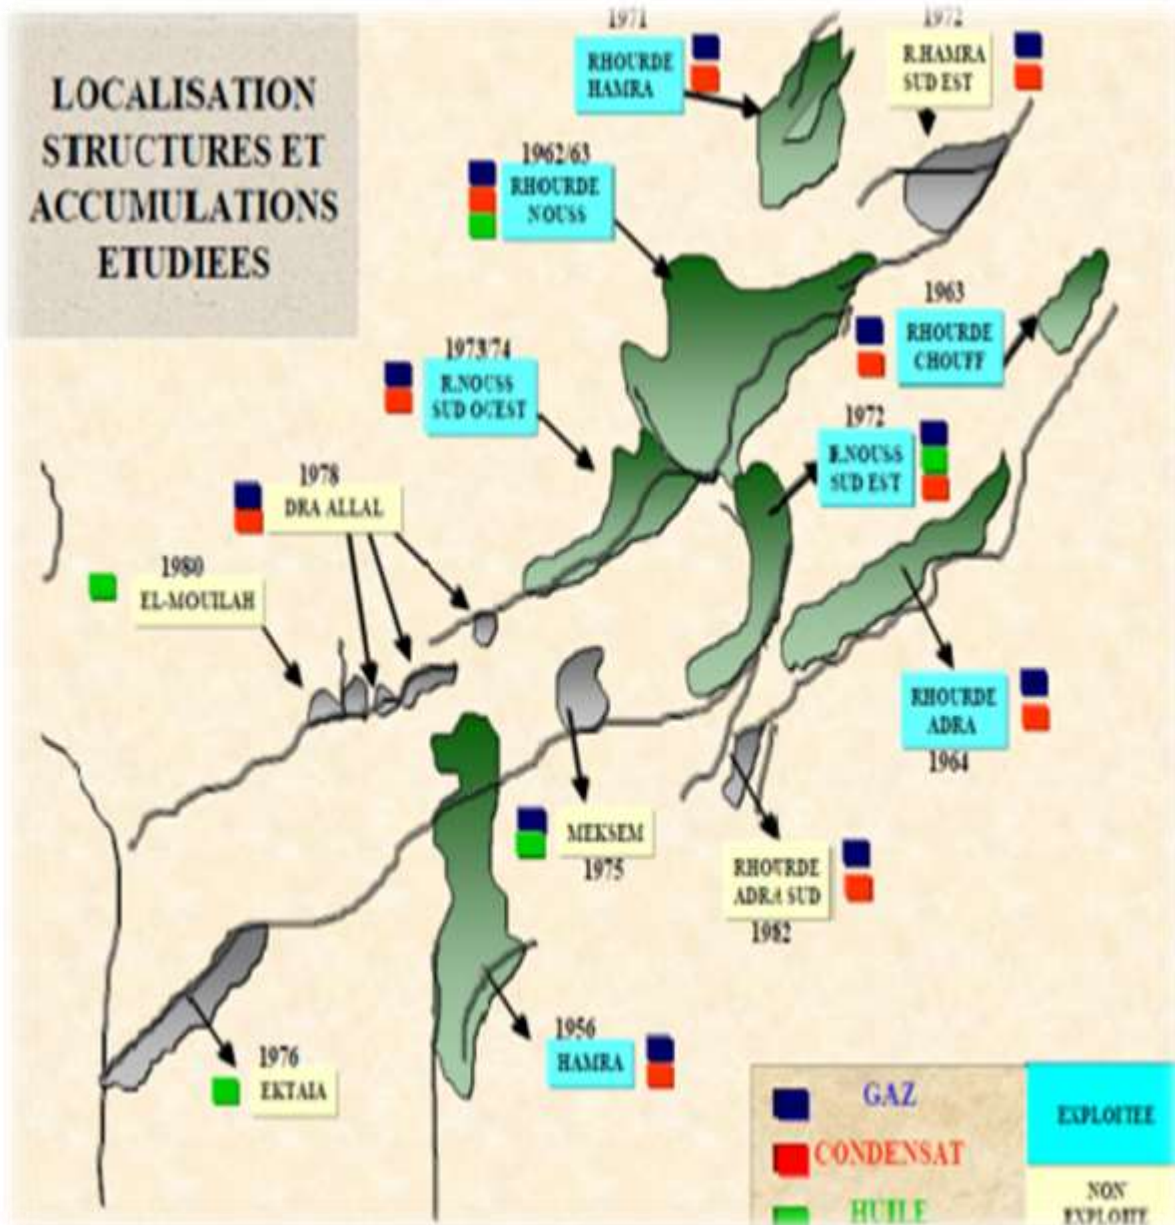 LOCALISATION
STRUCTURES ET
ACCUMULATIONS
ETUDIEES
1971
RHOURDE
HAMRA
1972
R.HAMRA
SUD EST
1962/63
RHOURDE
NOUSS
1963
RHOURDE
CHOUFF
1973/74
R.NOUSS
SUD OUEST
1972
R.NOUSS
SUD EST
1978
DRA ALLAL
1980
EL-MOUILAH
RHOURDE
ADRA
1964
MEKSEM
1975
RHOURDE
ADRA SUD
1982
1956
HAMRA
1976
EKTAIA
GAZ
CONDENSAT
HUILE
EXPLOITEE
NON
EXPLOITE